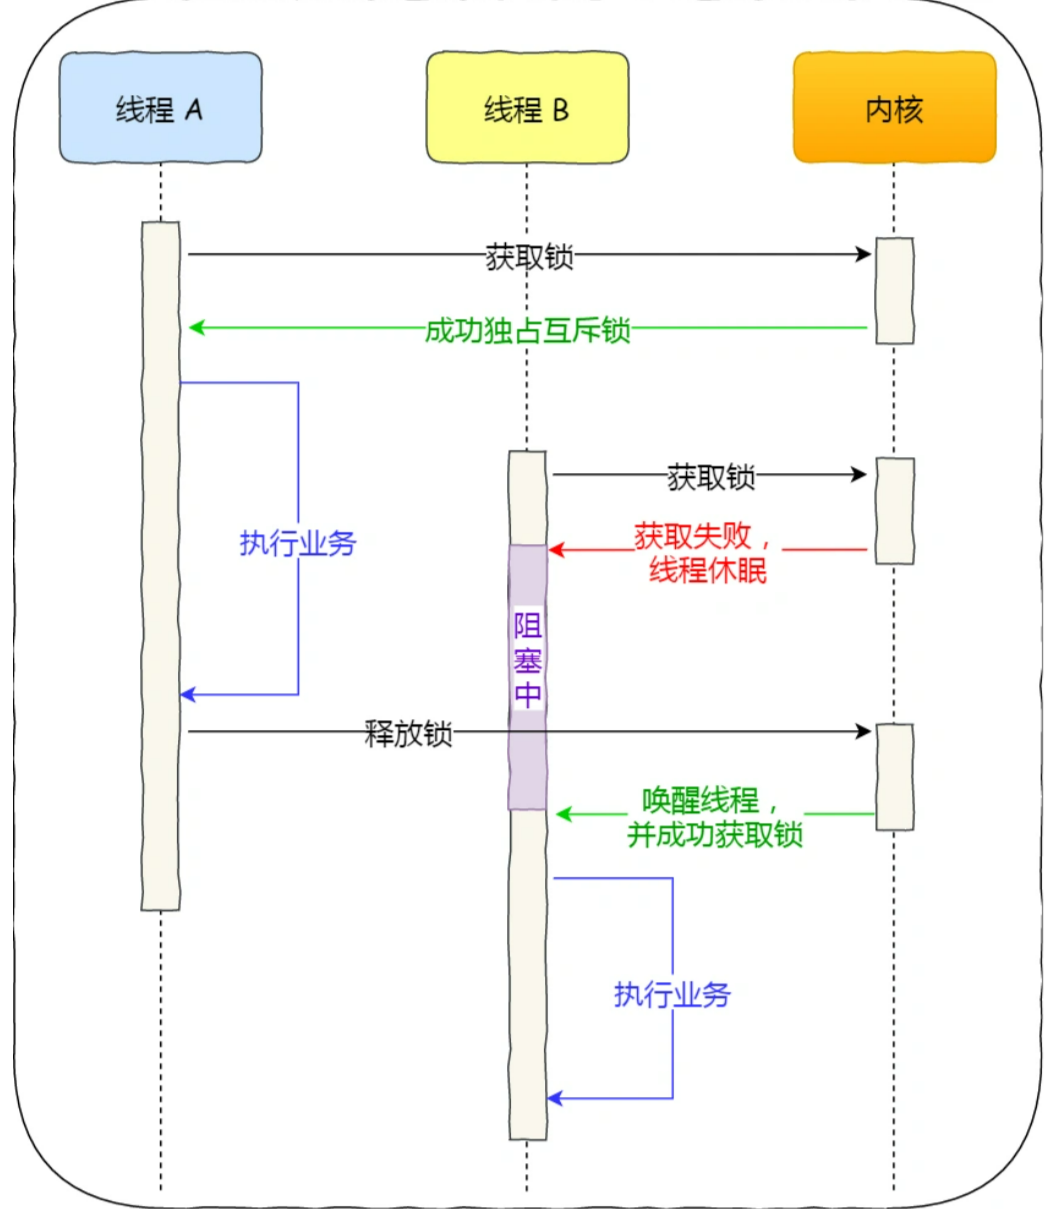 线程 A
线程 B
内核
获取锁
成功独占互斥锁
获取锁
获取失败，
线程休眠
执行业务
阻
塞
中
释放锁
唤醒线程，
并成功获取锁
执行业务